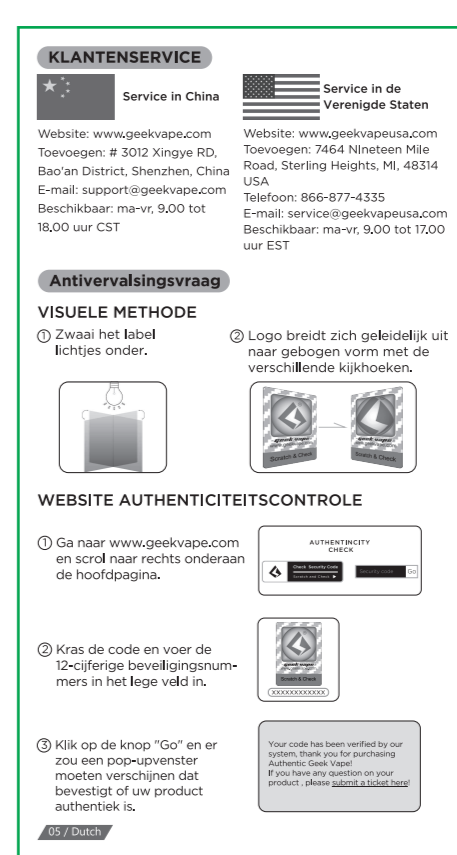 KLANTENSERVICE
Service in China
Website: www.geekvape.com
Toevoegen: # 3012 Xingye RD,
Bao'an District, Shenzhen, China
E-mail: support@geekvape.com
Beschikbaar: ma-vr, 9.00 tot
18.00 uur CST
Service in de
Verenigde Staten
Website: www.geekvapeusa.com
Toevoegen: 7464 NIneteen Mile
Road, Sterling Heights, MI, 48314
USA
Telefoon: 866-877-4335
E-mail: service@geekvapeusa.com
Beschikbaar: ma-vr, 9.00 tot 17.00
uur EST
Antivervalsingsvraag
VISUELE METHODE
① Zwaai het label
lichtjes onder.
② Logo breidt zich geleidelijk uit
naar gebogen vorm met de
verschillende kijkhoeken.
geek vape
Scratch & Check
geek vape
Scratch & Check
WEBSITE AUTHENTICITEITSCONTROLE
① Ga naar www.geekvape.com
en scrol naar rechts onderaan
de hoofdpagina.
AUTHENTINCITY
CHECK
Check Security Code
Scratch and Check
Security Code
Go
② Kras de code en voer de
12-cijferige beveiligingsnum-
mers in het lege veld in.
geek vape
Scratch & Check
XXXXXXXXXXXX
③ Klik op de knop "Go" en er
zou een pop-upvenster
moeten verschijnen dat
bevestigt of uw product
authentiek is.
Your code has been verified by our
system, thank you for purchasing
Authentic Geek Vape!
If you have any question on your
product , please submit a ticket here!
05 / Dutch